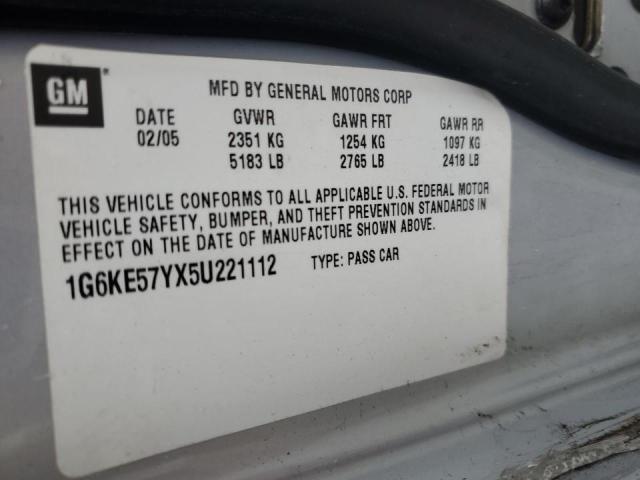 GM
MFD BY GENERAL MOTORS CORP
DATE GVWR GAWR FRT GAWR RR
02/05 2351 KG 1254 KG 1097 KG
5183 LB 2765 LB 2418 LB
THIS VEHICLE CONFORMS TO ALL APPLICABLE U.S. FEDERAL MOTOR
VEHICLE SAFETY, BUMPER, AND THEFT PREVENTION STANDARDS IN
EFFECT ON THE DATE OF MANUFACTURE SHOWN ABOVE.
1G6KE57YX5U221112 TYPE: PASS CAR